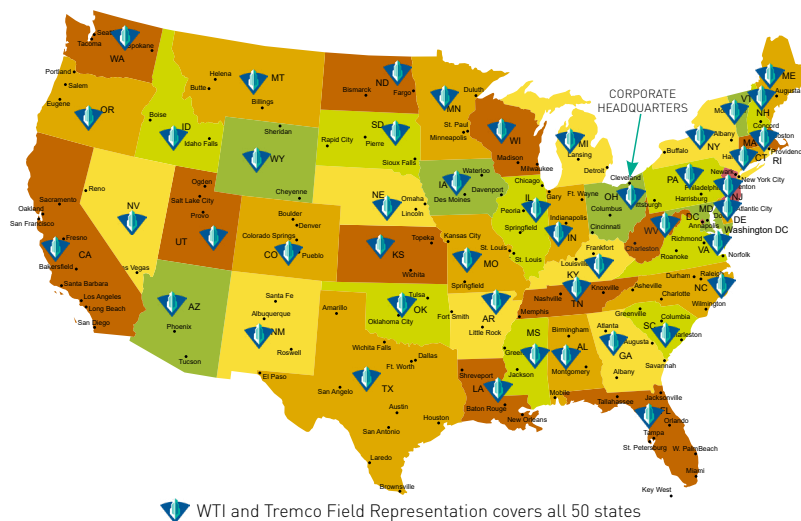 Seat
Tacoma
Spokane
WA
Portland
Salem
Eugene
OR
Helena
Butte
MT
Billings
Boise
ID
Idaho Falls
Sheridan
WY
Cheyenne
ND
Bismarck
Fargo
SD
Rapid City
Pierre
Sioux Falls
MN
Duluth
St. Paul
Minneapolis
WI
Madison
Milwaukee
MI
Lansing
Detroit
CORPORATE
HEADQUARTERS
Cleveland
OH
Columbus
Cincinnati
Pittsburgh
PA
Philadelphia
Harrisburg
Buffalo
NY
Albany
VT
NH
Concord
ME
Augusta
MA
Boston
Providence
CT
RI
Newark
New York City
Trenton
NJ
Atlantic City
MD
DC
DE
Annapolis
Washington DC
WV
Charleston
VA
Richmond
Roanoke
Norfolk
Reno
NV
Las Vegas
Sacramento
Oakland
San Francisco
Fresno
CA
Bakersfield
Santa Barbara
Los Angeles
Long Beach
San Diego
Ogden
Salt Lake City
Provo
UT
Boulder
Denver
Colorado Springs
CO
Pueblo
NE
Omaha
Lincoln
IA
Waterloo
Des Moines
Davenport
Chicago
IL
Peoria
Springfield
Gary
Ft. Wayne
Indianapolis
IN
KS
Topeka
Wichita
Kansas City
St. Louis
MO
Springfield
St. Louis
Louisville
Frankfort
KY
AZ
Phoenix
Tucson
Santa Fe
Albuquerque
NM
Roswell
El Paso
Amarillo
Tulsa
OK
Oklahoma City
Wichita Falls
Ft. Worth
Dallas
TX
San Angelo
Austin
San Antonio
Houston
Laredo
Brownsville
Fort Smith
AR
Little Rock
Nashville
Knoxville
TN
Memphis
Asheville
Durham
Raleigh
NC
Charlotte
Wilmington
Greenville
Columbia
SC
Charleston
MS
Jackson
Birmingham
AL
Montgomery
Mobile
Atlanta
Augusta
GA
Savannah
Albany
Shreveport
LA
Baton Rouge
New Orleans
Tallahassee
Jacksonville
FL
Orlando
Tampa
St. Petersburg
W. PalmBeach
Miami
Key West
WTI and Tremco Field Representation covers all 50 states